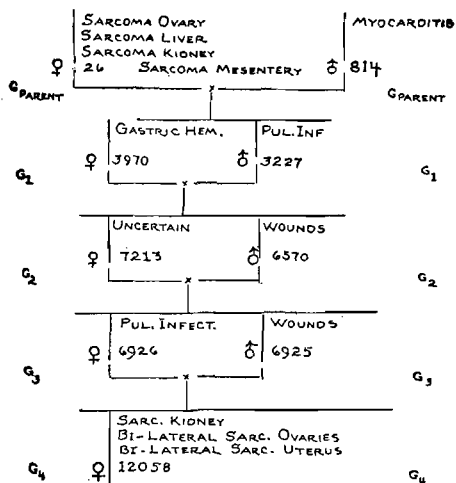 SARCOMA OVARY
SARCOMA LIVER
SARCOMA KIDNEY
♀ 26 SARCOMA MESENTERY
MYOCARDITIS
♂ 814
GPARENT GPARENT
x
GASTRIC HEM. PUL. INF
♀ 3970 ♂ 3227
G1 G1
x
UNCERTAIN WOUNDS
♀ 7213 ♂ 6570
G2 G2
x
PUL. INFECT. WOUNDS
♀ 6926 ♂ 6925
G3 G3
x
SARC. KIDNEY
BI-LATERAL SARC. OVARIES
BI-LATERAL SARC. UTERUS
G4 ♀ 12058 G4